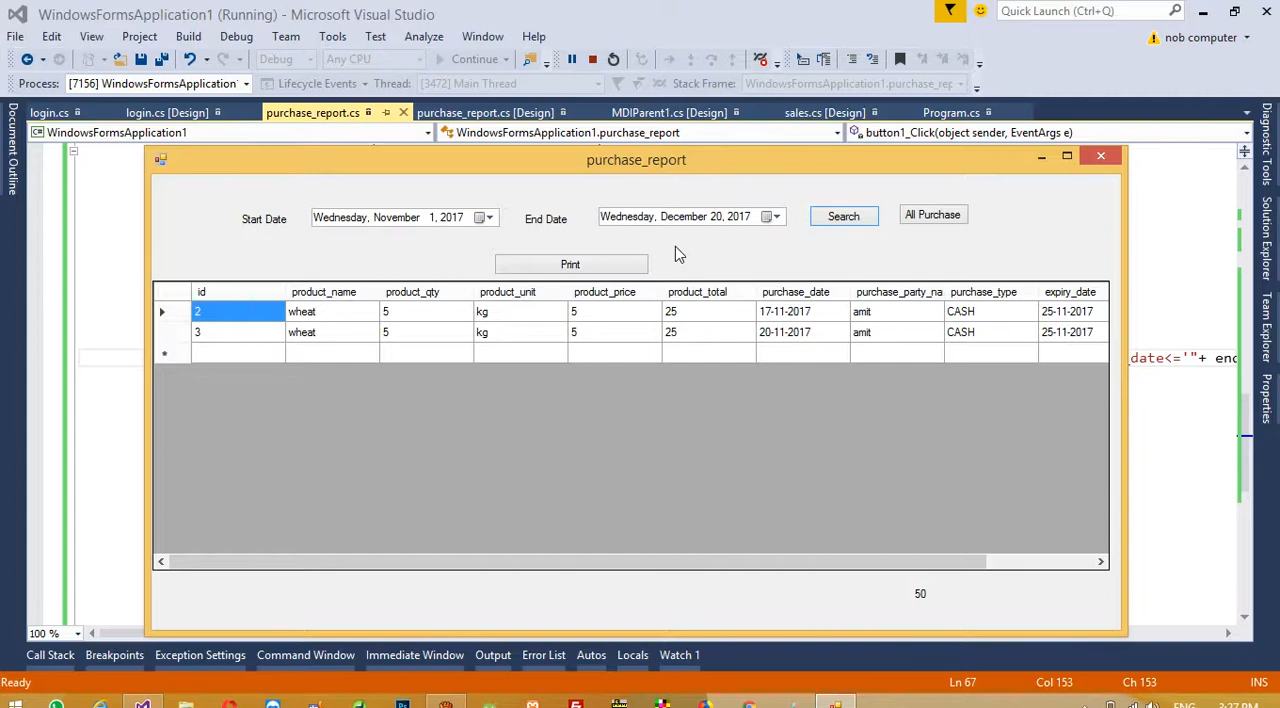 WindowsFormsApplication1 (Running) - Microsoft Visual Studio
Quick Launch (Ctrl+Q)
File Edit View Project Build Debug Team Tools Test Analyze Window Help
nob computer
Debug Any CPU Continue
Process: [7156] WindowsFormsApplication1 Lifecycle Events Thread: [3472] Main Thread Stack Frame: WindowsFormsApplication1.purchase_rep
login.cs login.cs [Design] purchase_report.cs purchase_report.cs [Design] MDIParent1.cs [Design] sales.cs [Design] Program.cs
WindowsFormsApplication1 WindowsFormsApplication1.purchase_report button1_Click(object sender, EventArgs e)
Document Outline
Diagnostic Tools
Solution Explorer
Team Explorer
Properties
purchase_report
Start Date Wednesday, November 1, 2017 End Date Wednesday, December 20, 2017 Search All Purchase
Print
id product_name product_qty product_unit product_price product_total purchase_date purchase_party_na purchase_type expiry_date
2 wheat 5 kg 5 25 17-11-2017 amit CASH 25-11-2017
3 wheat 5 kg 5 25 20-11-2017 amit CASH 25-11-2017
*
_date<='"+ end
50
100 %
Call Stack Breakpoints Exception Settings Command Window Immediate Window Output Error List Autos Locals Watch 1
Ready Ln 67 Col 153 Ch 153 INS
ENG 3:27 PM